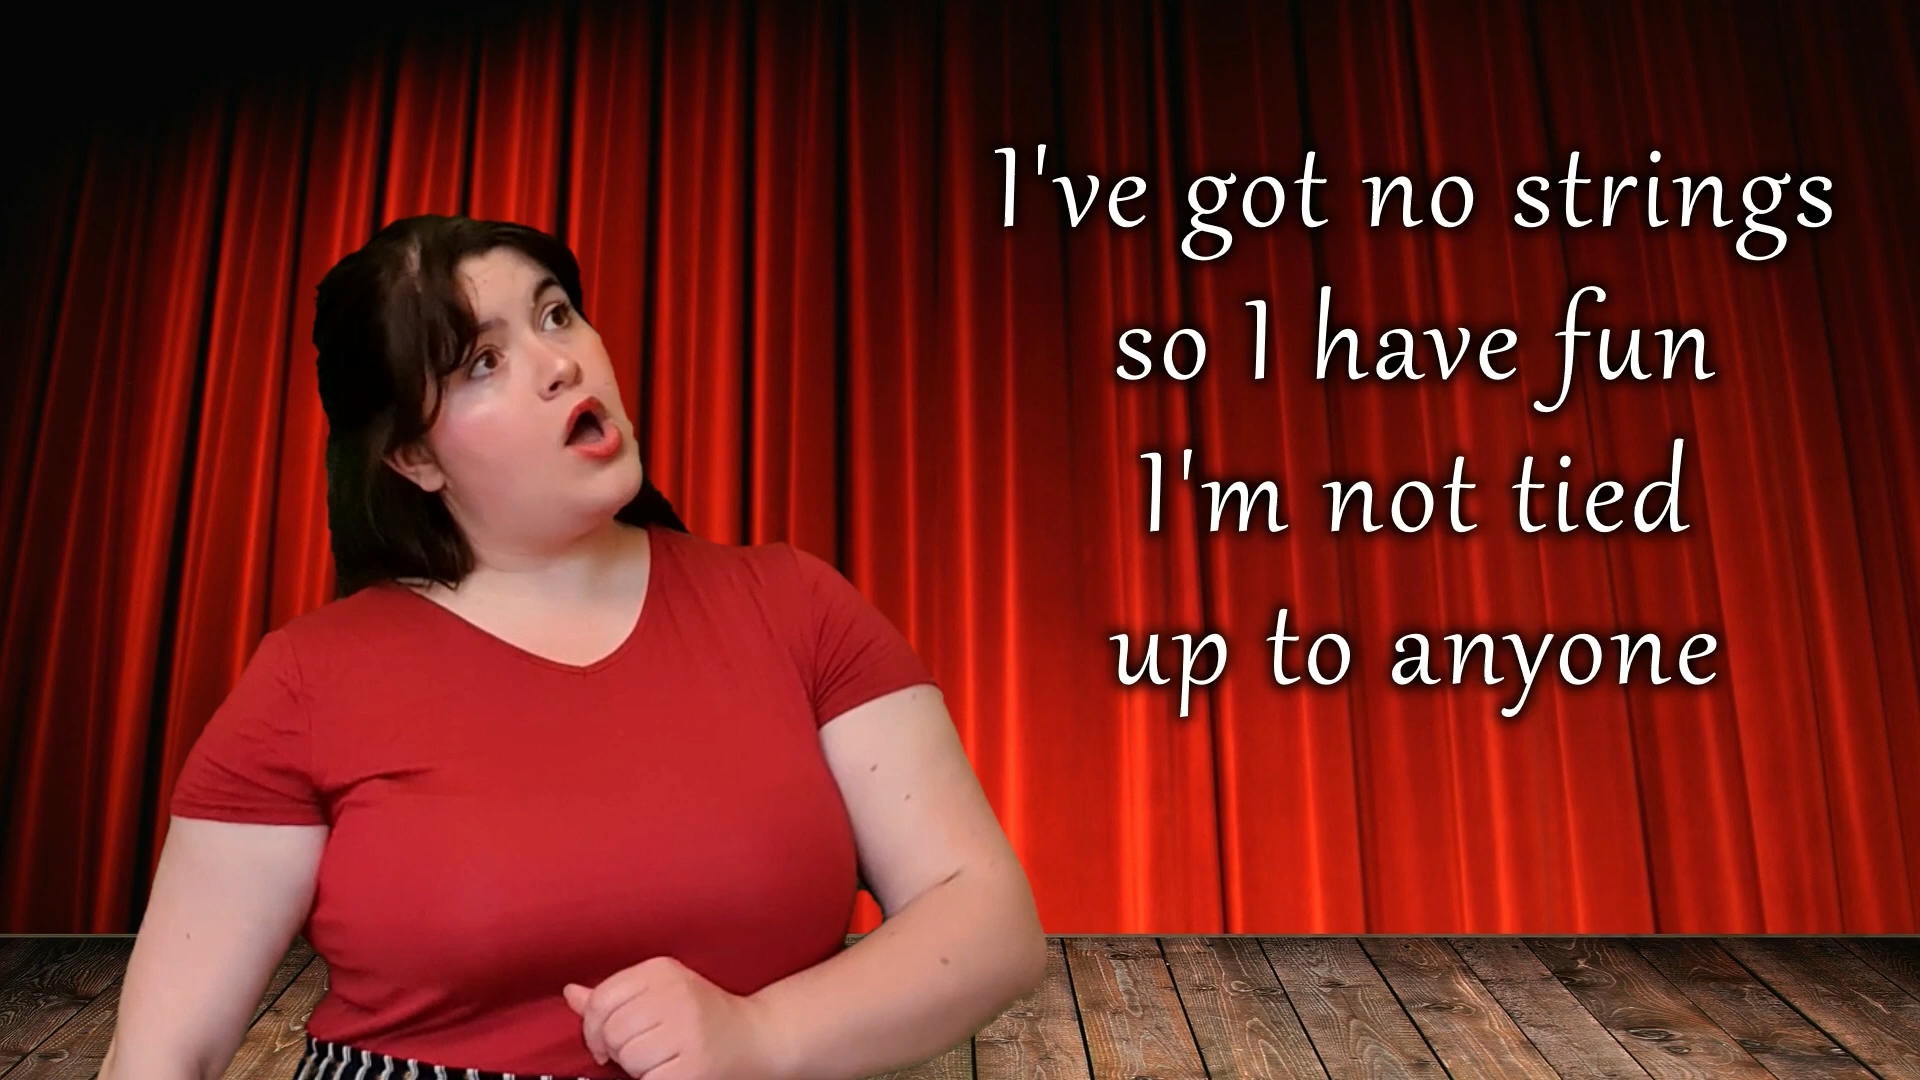 I've got no strings
so I have fun
I'm not tied
up to anyone